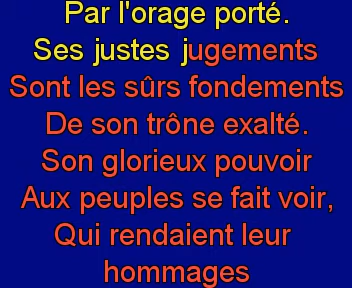 Par l'orage porté.
Ses justes jugements
Sont les sûrs fondements
De son trône exalté.
Son glorieux pouvoir
Aux peuples se fait voir,
Qui rendaient leur
hommages